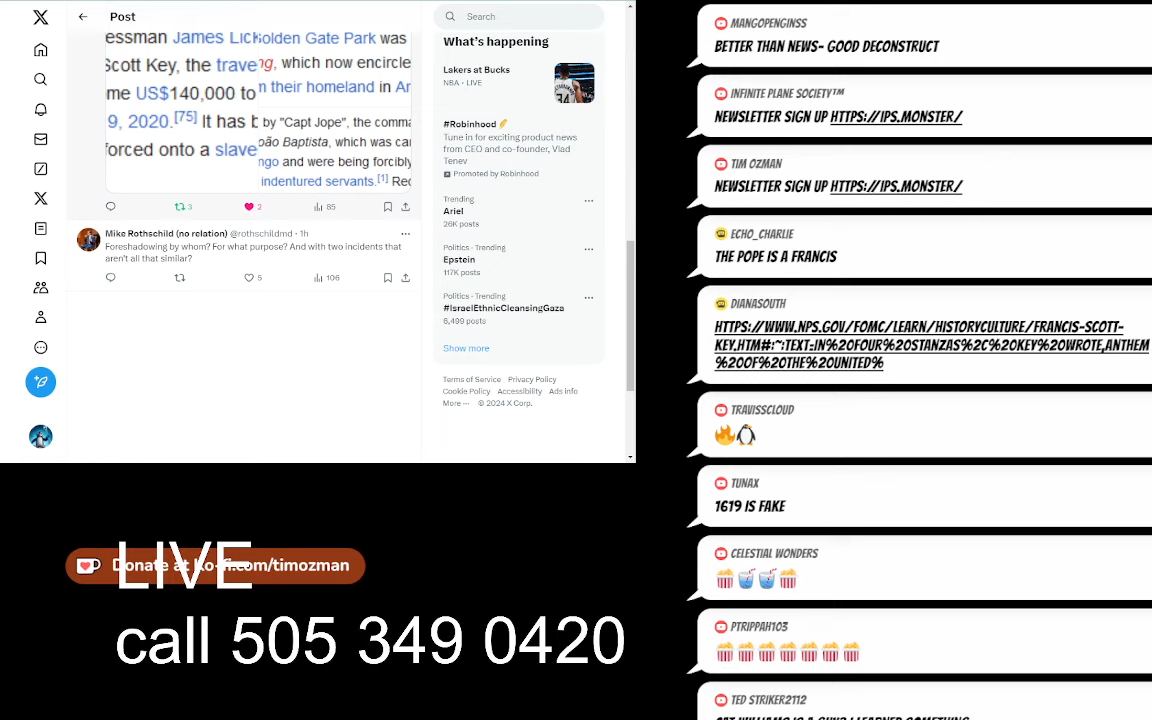 Post
essman James Lick
Scott Key, the trave
me US$140,000 to
9, 2020.[75] It has b
forced onto a slave
olden Gate Park was
ng, which now encircle
n their homeland in
by "Capt Jope", the comma
oão Baptista, which was
ngo and were being forcibly
indentured servants.[1]
3
2
85
Mike Rothschild (no relation) @rothschildmd · 1h
Foreshadowing by whom? For what purpose? And with two incidents that
aren't all that similar?
5
106
Search
What's happening
Lakers at Bucks
NBA · LIVE
#Robinhood
Tune in for exciting product news
from CEO and co-founder, Vlad
Tenev
Promoted by Robinhood
Trending
Ariel
26K posts
Politics · Trending
Epstein
117K posts
Politics · Trending
#IsraelEthnicCleansingGaza
6,499 posts
Show more
Terms of Service Privacy Policy
Cookie Policy Accessibility Ads info
More ··· © 2024 X Corp.
LIVE
Donate at ko-fi.com/timozman
call 505 349 0420
MANGOPENGINSS
BETTER THAN NEWS- GOOD DECONSTRUCT
INFINITE PLANE SOCIETY™
NEWSLETTER SIGN UP HTTPS://IPS.MONSTER/
TIM OZMAN
NEWSLETTER SIGN UP HTTPS://IPS.MONSTER/
ECHO_CHARLIE
THE POPE IS A FRANCIS
DIANASOUTH
HTTPS://WWW.NPS.GOV/FOMC/LEARN/HISTORYCULTURE/FRANCIS-SCOTT-
KEY.HTM#:~:TEXT=IN%20FOUR%20STANZAS%2C%20KEY%20WROTE,ANTHEM
%20OF%20THE%20UNITED%
TRAVISSCLOUD
🔥🐧
TUNAX
1619 IS FAKE
CELESTIAL WONDERS
🍿🥤🥤🍿
PTRIPPAH103
🍿🍿🍿🍿🍿🍿🍿
TED STRIKER2112